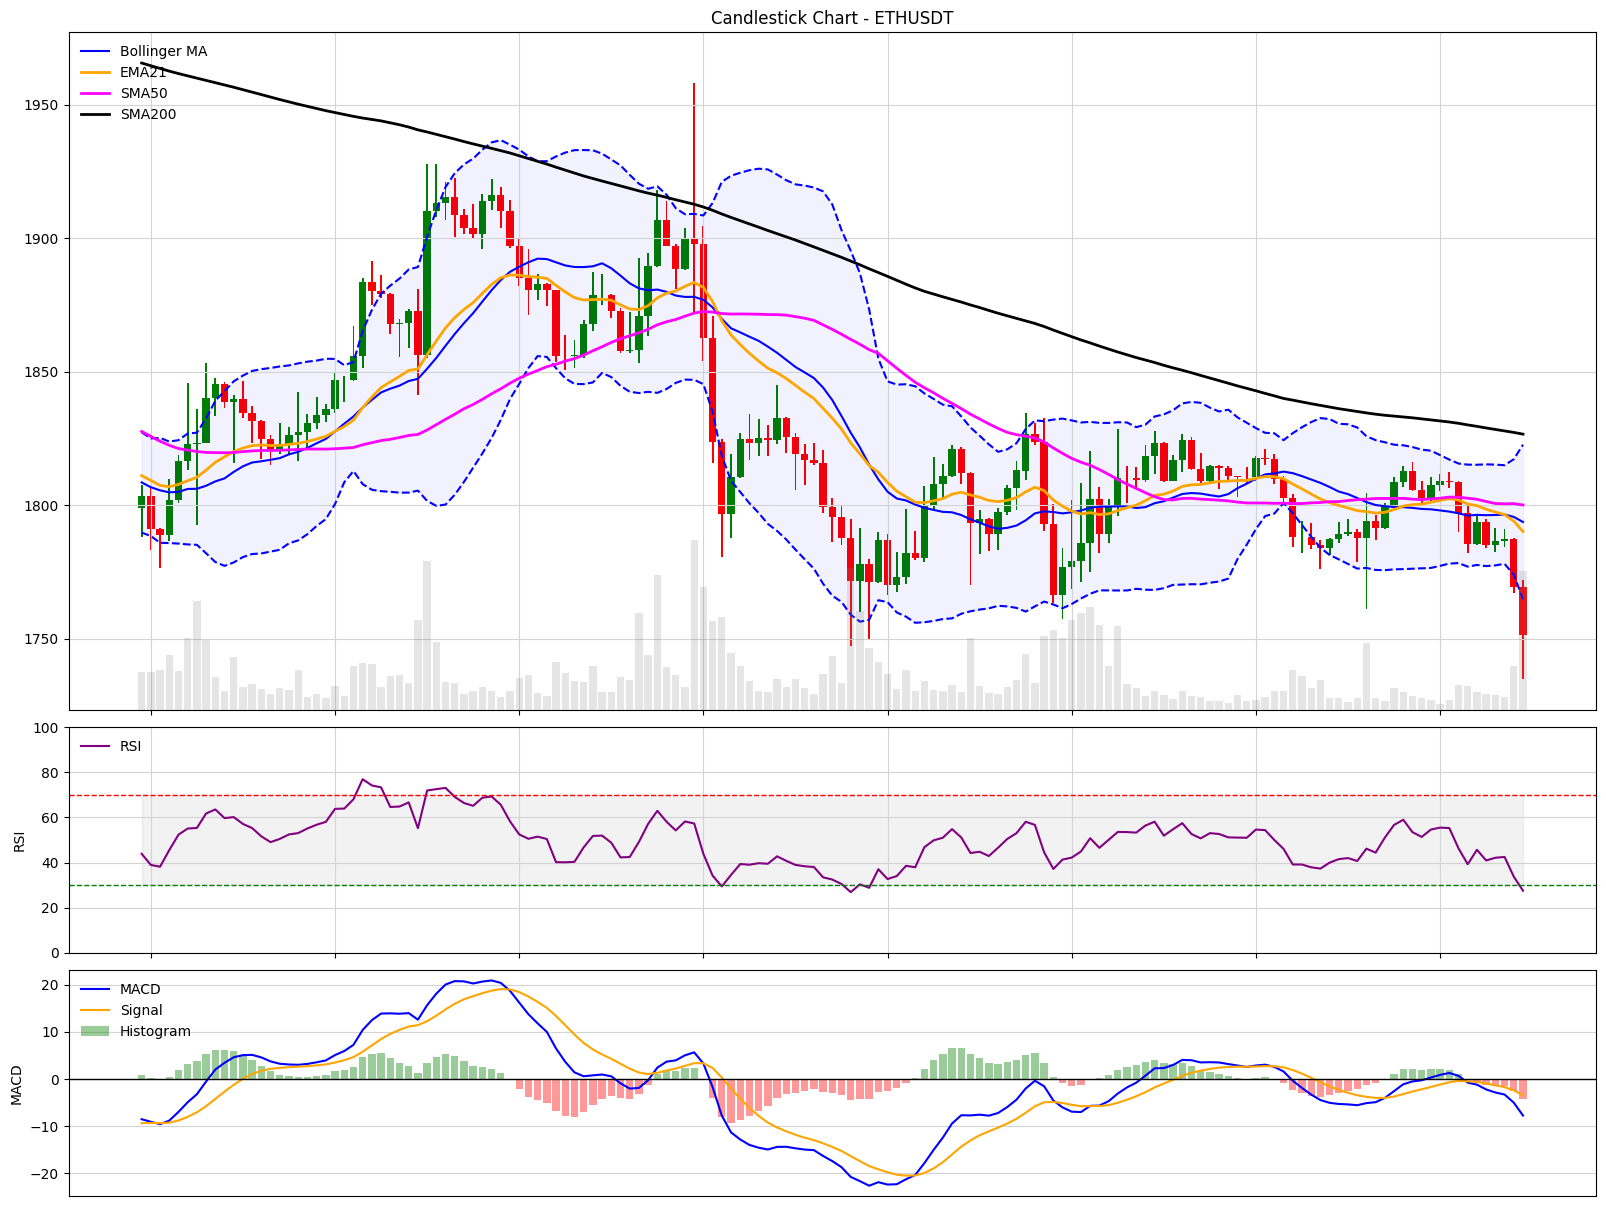 Candlestick Chart - ETHUSDT
Bollinger MA
EMA21
SMA50
SMA200
1950
1900
1850
1800
1750
RSI
100
80
60
40
20
0
RSI
MACD
Signal
Histogram
20
10
0
−10
−20
MACD